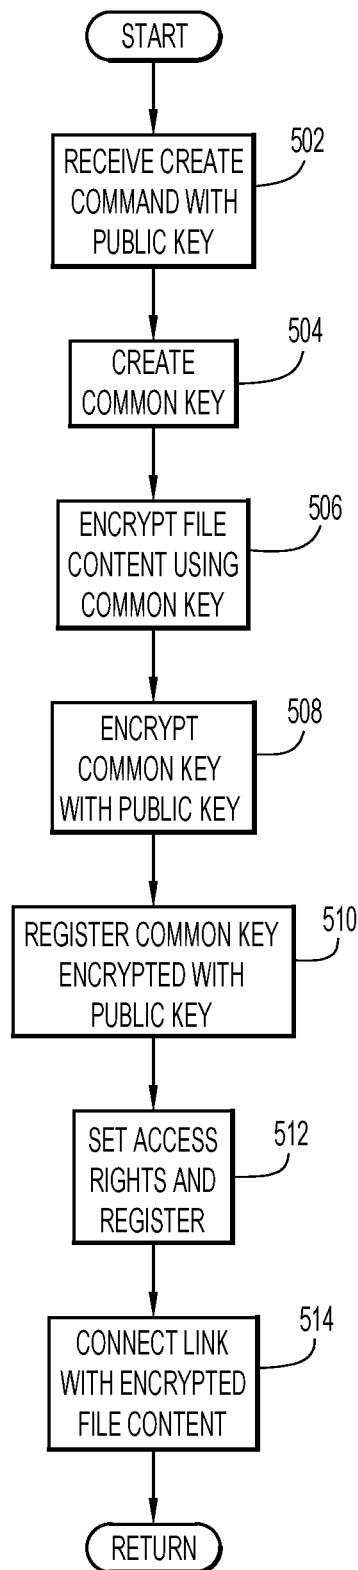 START
502
RECEIVE CREATE
COMMAND WITH
PUBLIC KEY
504
CREATE
COMMON KEY
506
ENCRYPT FILE
CONTENT USING
COMMON KEY
508
ENCRYPT
COMMON KEY
WITH PUBLIC KEY
510
REGISTER COMMON KEY
ENCRYPTED WITH
PUBLIC KEY
512
SET ACCESS
RIGHTS AND
REGISTER
514
CONNECT LINK
WITH ENCRYPTED
FILE CONTENT
RETURN